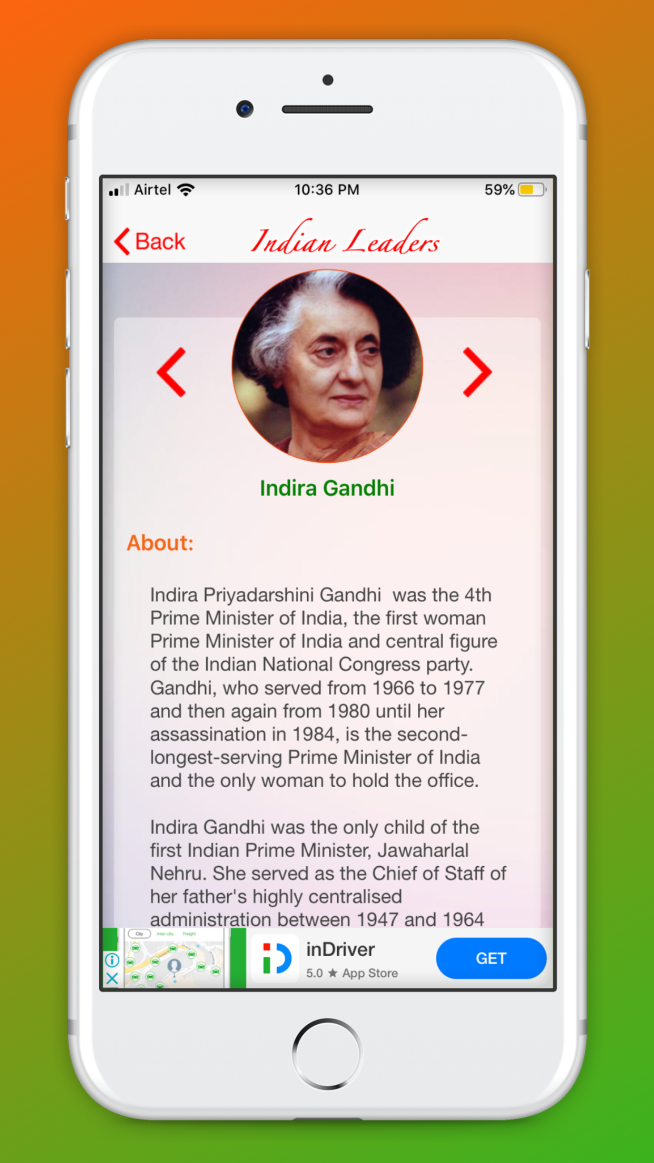 Airtel 10:36 PM 59%
Back Indian Leaders
Indira Gandhi
About:
Indira Priyadarshini Gandhi was the 4th
Prime Minister of India, the first woman
Prime Minister of India and central figure
of the Indian National Congress party.
Gandhi, who served from 1966 to 1977
and then again from 1980 until her
assassination in 1984, is the second-
longest-serving Prime Minister of India
and the only woman to hold the office.
Indira Gandhi was the only child of the
first Indian Prime Minister, Jawaharlal
Nehru. She served as the Chief of Staff of
her father's highly centralised
administration between 1947 and 1964
City Inter city Freight
inDriver
5.0 ★ App Store
GET